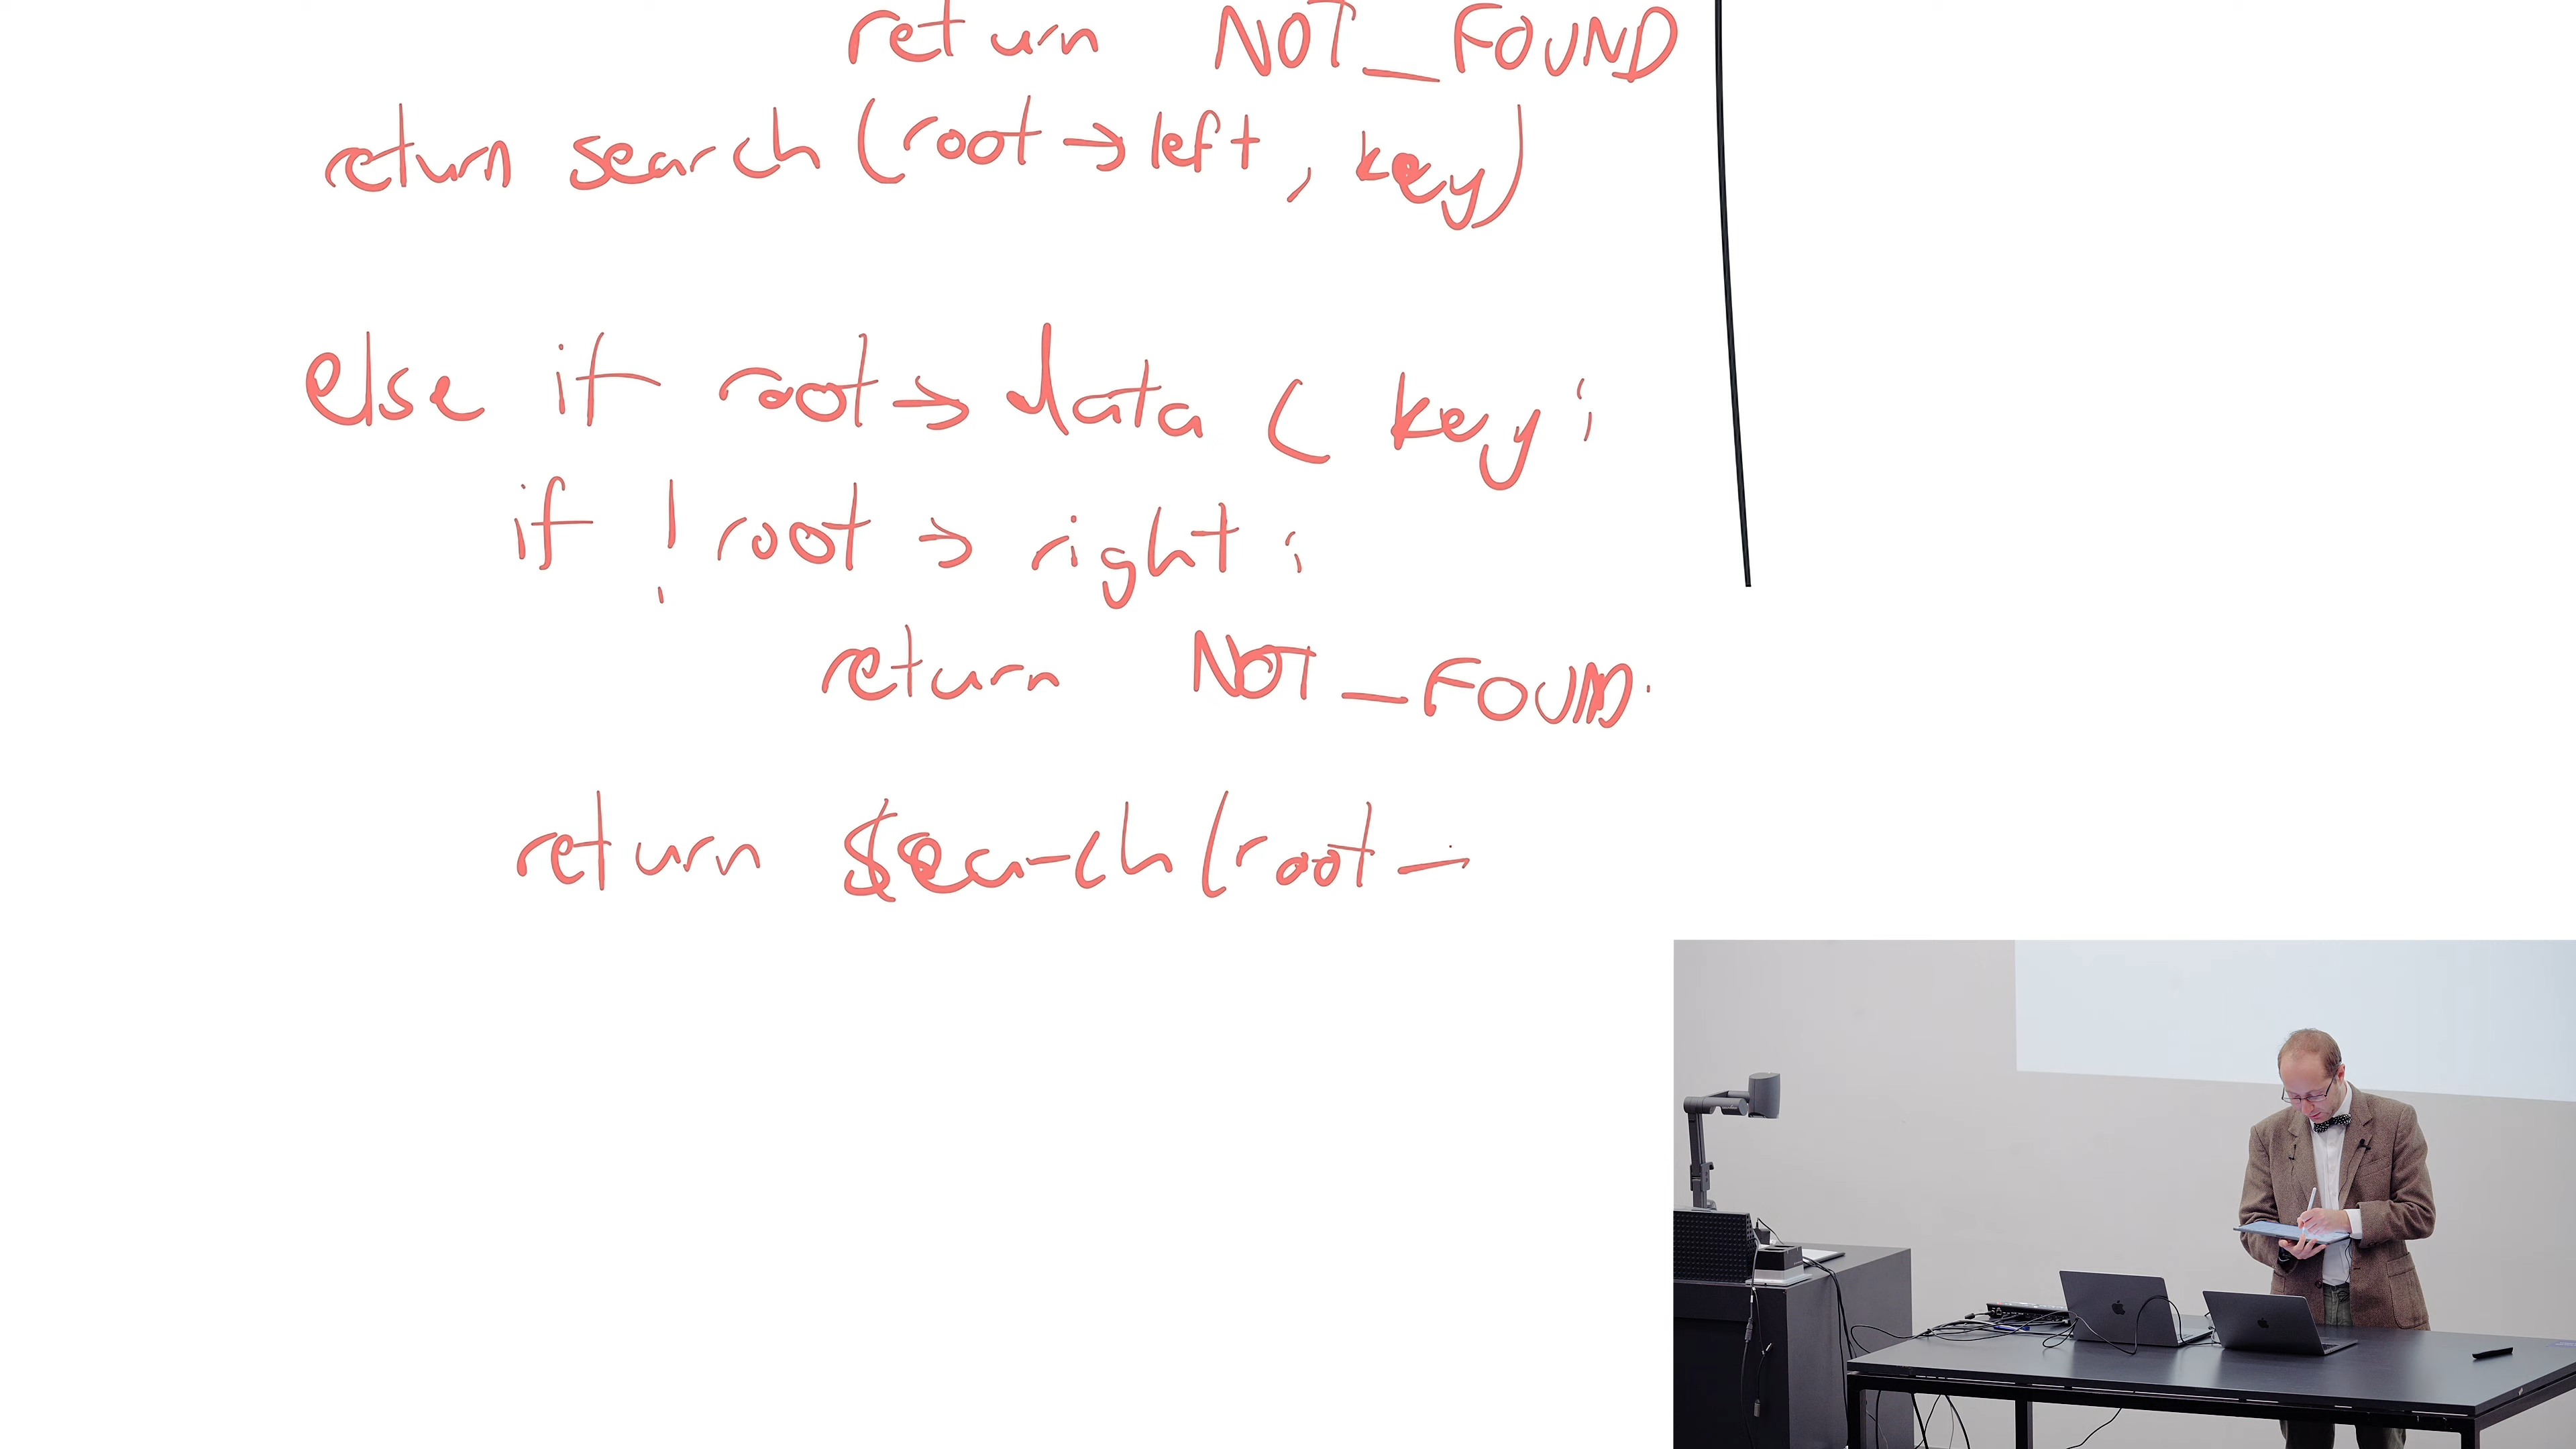 return NOT_FOUND
return search(root→left, key)
else if root→data < key:
if !root→right:
return NOT_FOUND
return search(root—